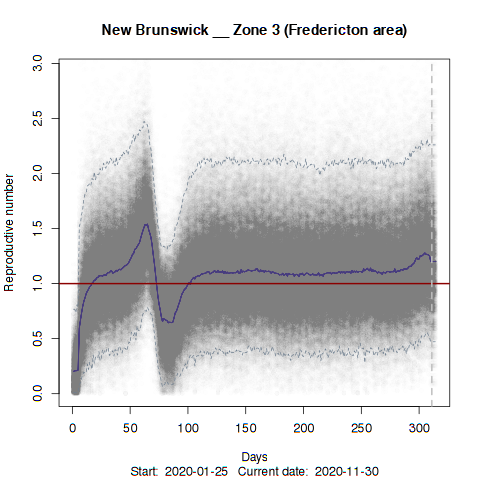 New Brunswick __ Zone 3 (Fredericton area)
3.0
2.5
2.0
1.5
1.0
0.5
0.0
Reproductive number
0 50 100 150 200 250 300
Days
Start: 2020-01-25 Current date: 2020-11-30